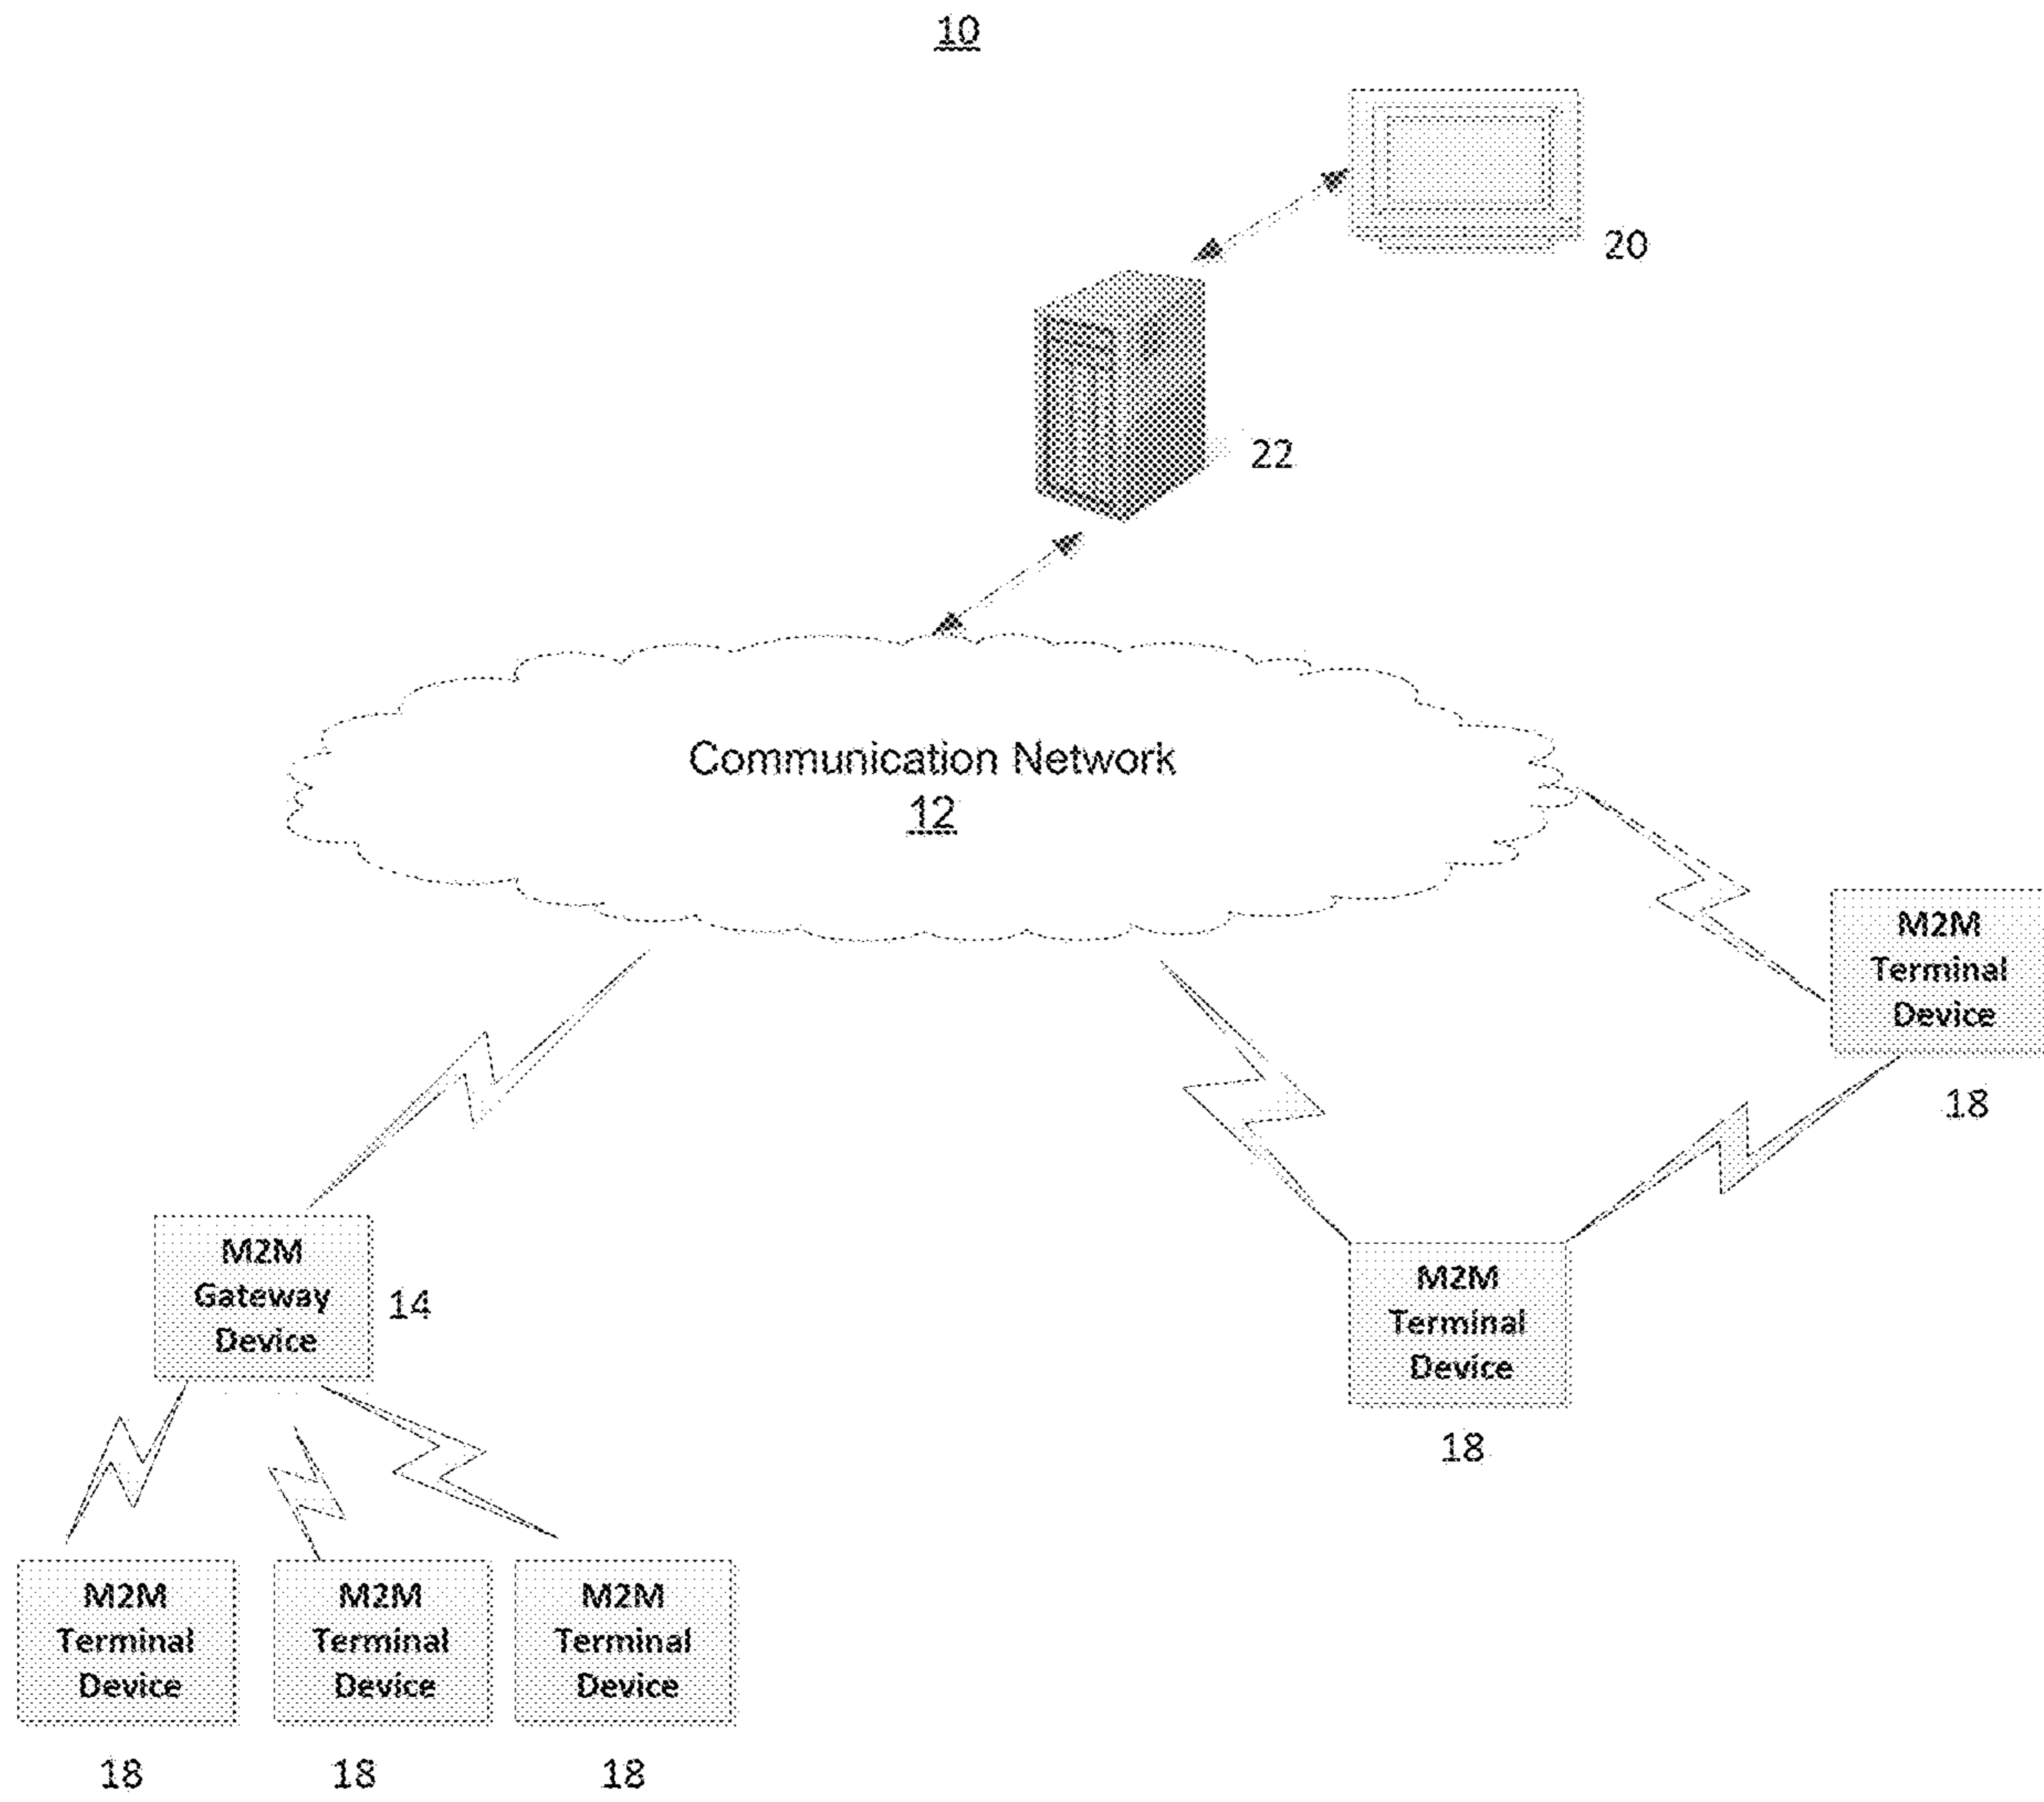 10
20
22
Communication Network
12
M2M
Terminal
Device
18
M2M
Gateway
Device
14
M2M
Terminal
Device
18
M2M
Terminal
Device
18
M2M
Terminal
Device
18
M2M
Terminal
Device
18